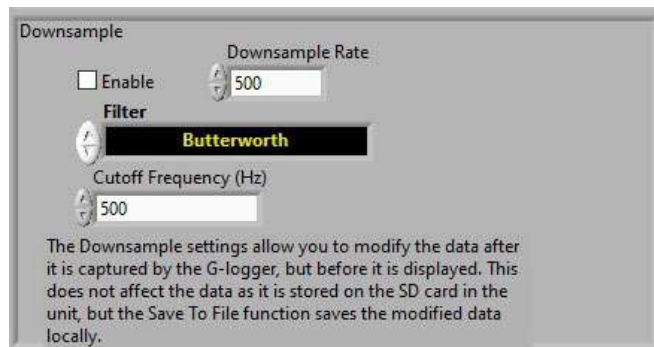 Downsample
Downsample Rate
Enable
500
Filter
Butterworth
Cutoff Frequency (Hz)
500
The Downsample settings allow you to modify the data after
it is captured by the G-logger, but before it is displayed. This
does not affect the data as it is stored on the SD card in the
unit, but the Save To File function saves the modified data
locally.